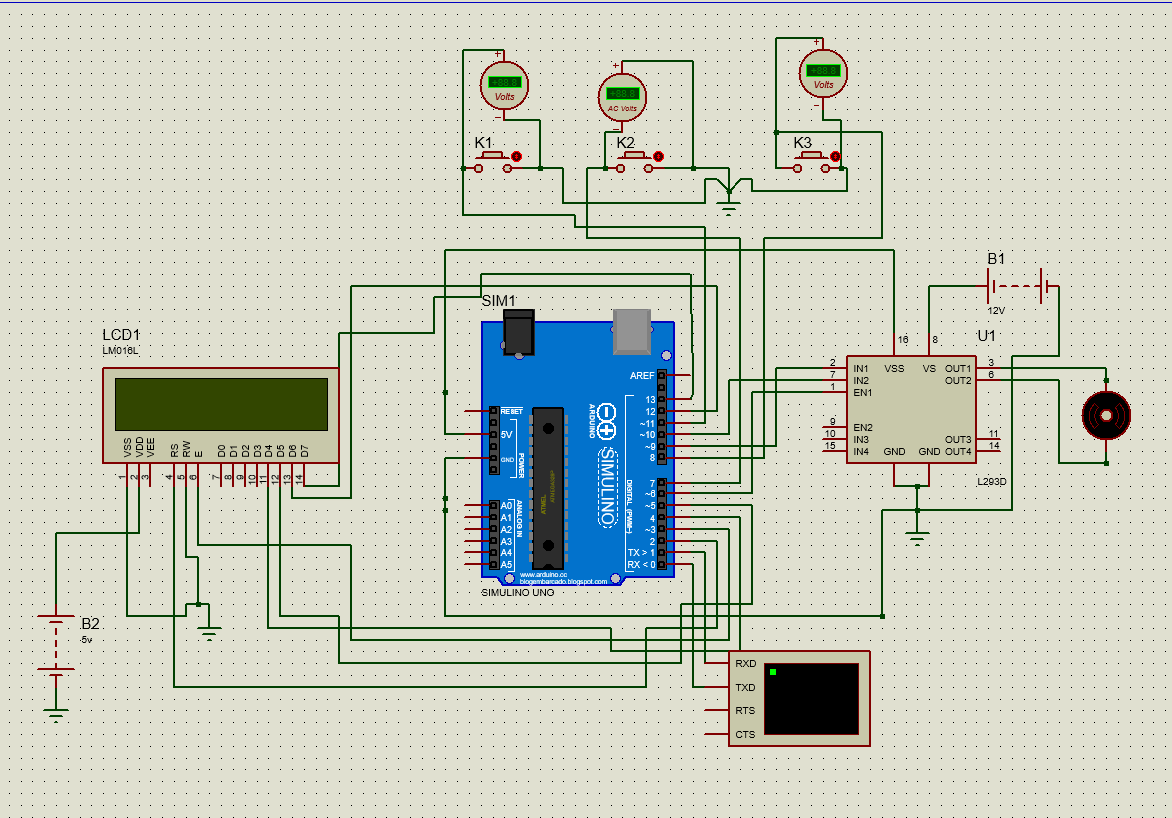 +88.8
Volts
+88.8
AC Volts
+88.8
Volts
K1
K2
K3
B1
12V
SIM1
LCD1
LM016L
U1
16
8
2
7
1
9
10
15
IN1
IN2
EN1
EN2
IN3
IN4
VSS
VS
GND
GND
OUT1
OUT2
OUT3
OUT4
3
6
11
14
L293D
AREF
13
12
~11
~10
~9
8
7
~6
~5
4
~3
2
TX > 1
RX < 0
RESET
5V
GND
POWER
A0
A1
A2
A3
A4
A5
ANALOG IN
ARDUINO
SIMULINO
DIGITAL (PWM~)
www.arduino.cc
blogembarcado.blogspot.com
SIMULINO UNO
VSS
VDD
VEE
RS
RW
E
D0
D1
D2
D3
D4
D5
D6
D7
1
2
3
4
5
6
7
8
9
10
11
12
13
14
B2
5v
RXD
TXD
RTS
CTS